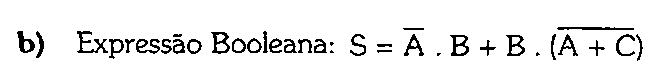 b) Expressão Booleana: S = A̅ . B + B . (A̅ ̅+̅ ̅C̅)